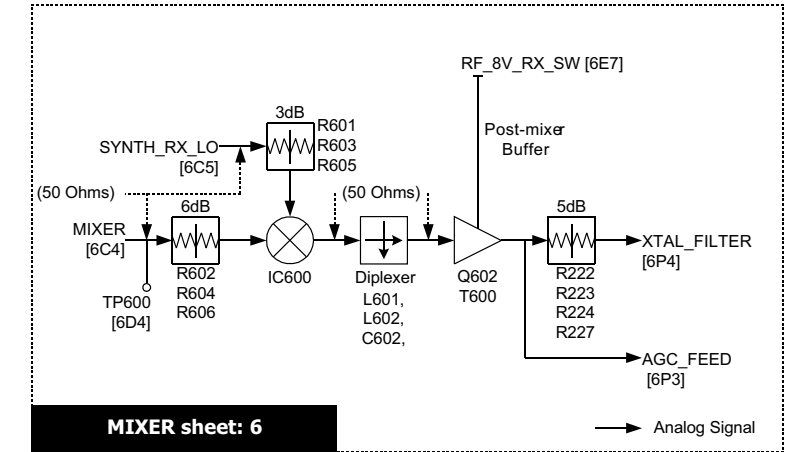 RF_8V_RX_SW [6E7]
3dB
R601
R603
R605
SYNTH_RX_LO
[6C5]
Post-mixer
Buffer
(50 Ohms)
(50 Ohms)
6dB
5dB
MIXER
[6C4]
XTAL_FILTER
[6P4]
R602
R604
R606
IC600
Diplexer
L601,
L602,
C602,
Q602
T600
R222
R223
R224
R227
TP600
[6D4]
AGC_FEED
[6P3]
MIXER sheet: 6
Analog Signal